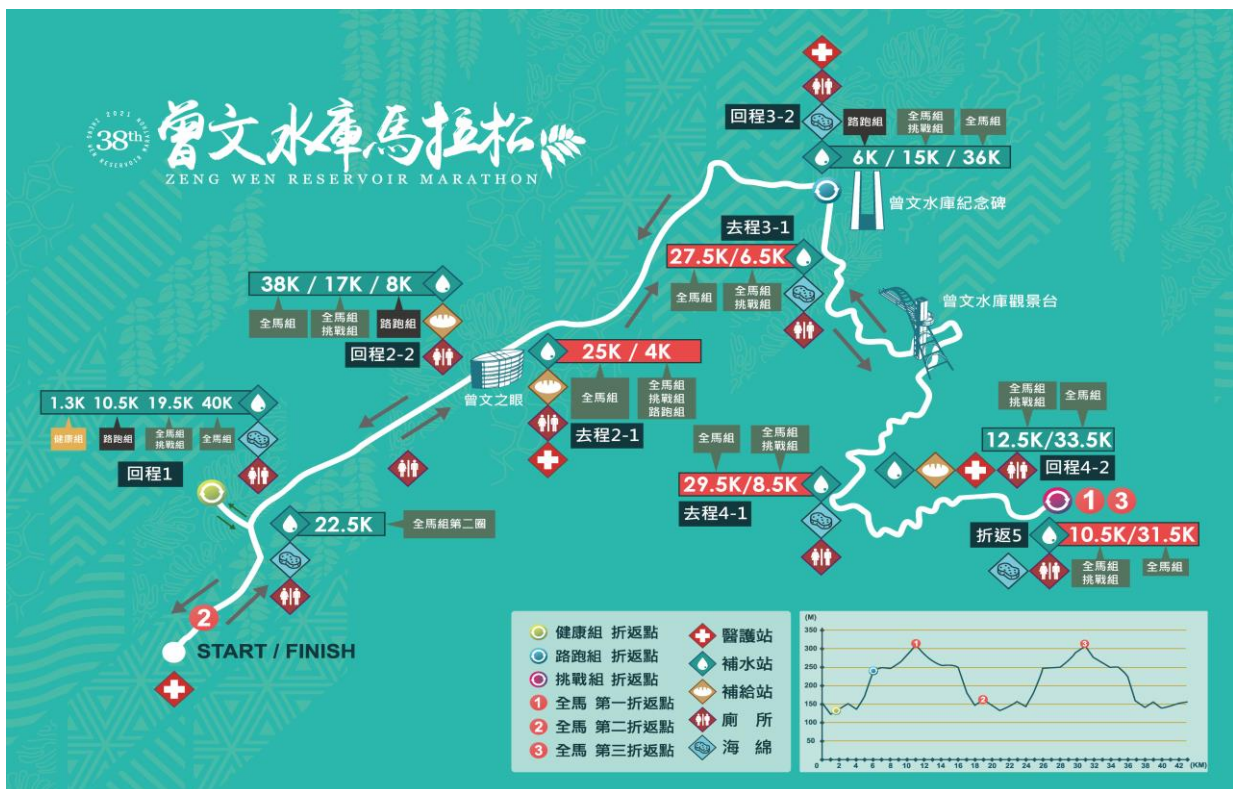 2021
38th
ZENG WEN RESERVOIR MARATHON
曾文水庫馬拉松
ZENG WEN RESERVOIR MARATHON
回程3-2
路跑組
全馬組
挑戰組
全馬組
6K / 15K / 36K
曾文水庫紀念碑
去程3-1
27.5K/6.5K
全馬組
全馬組
挑戰組
曾文水庫觀景台
38K / 17K / 8K
全馬組
全馬組
挑戰組
路跑組
回程2-2
25K / 4K
全馬組
全馬組
挑戰組
路跑組
去程2-1
曾文之眼
1.3K 10.5K 19.5K 40K
健康組
路跑組
全馬組
挑戰組
全馬組
回程1
22.5K
全馬組第二圈
全馬組
挑戰組
全馬組
12.5K/33.5K
回程4-2
全馬組
全馬組
挑戰組
29.5K/8.5K
去程4-1
1 3
折返5
10.5K/31.5K
全馬組
挑戰組
全馬組
2
START / FINISH
健康組 折返點
路跑組 折返點
挑戰組 折返點
1 全馬 第一折返點
2 全馬 第二折返點
3 全馬 第三折返點
醫護站
補水站
補給站
廁 所
海 綿
(M)
350
300
250
200
150
100
50
1
2
3
0 2 4 6 8 10 12 14 16 18 20 22 24 26 28 30 32 34 36 38 40 42 (KM)